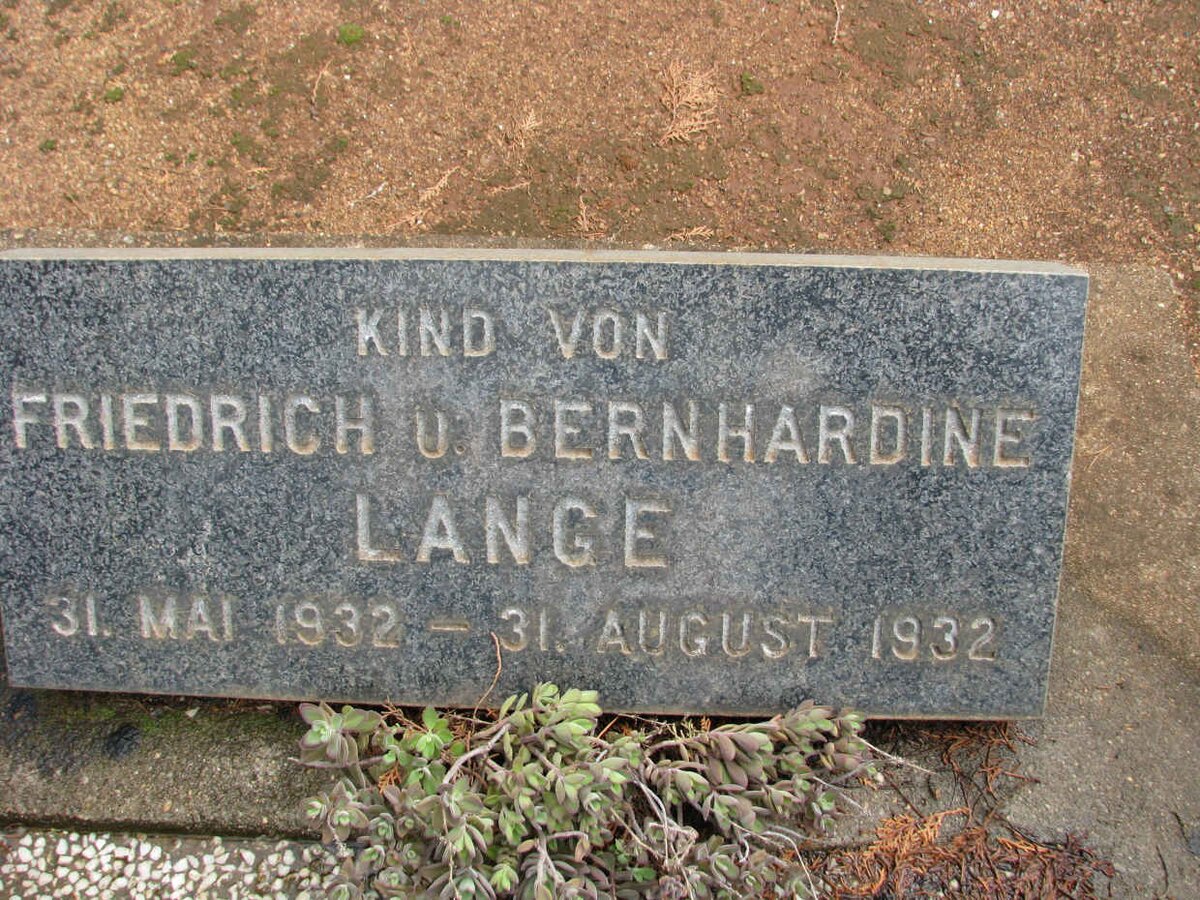 KIND VON
FRIEDRICH U. BERNHARDINE
LANGE
31. MAI 1932 – 31. AUGUST 1932